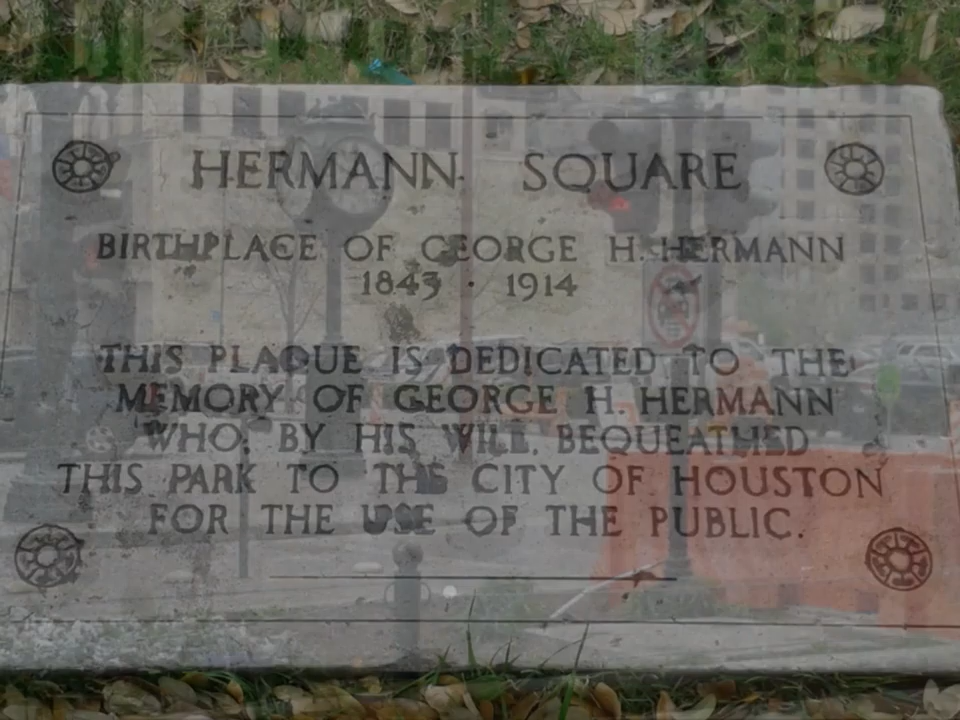 HERMANN SQUARE
BIRTHPLACE OF GEORGE H. HERMANN
1843 · 1914
THIS PLAQUE IS DEDICATED TO THE
MEMORY OF GEORGE H. HERMANN
WHO, BY HIS WILL, BEQUEATHED
THIS PARK TO THE CITY OF HOUSTON
FOR THE USE OF THE PUBLIC.